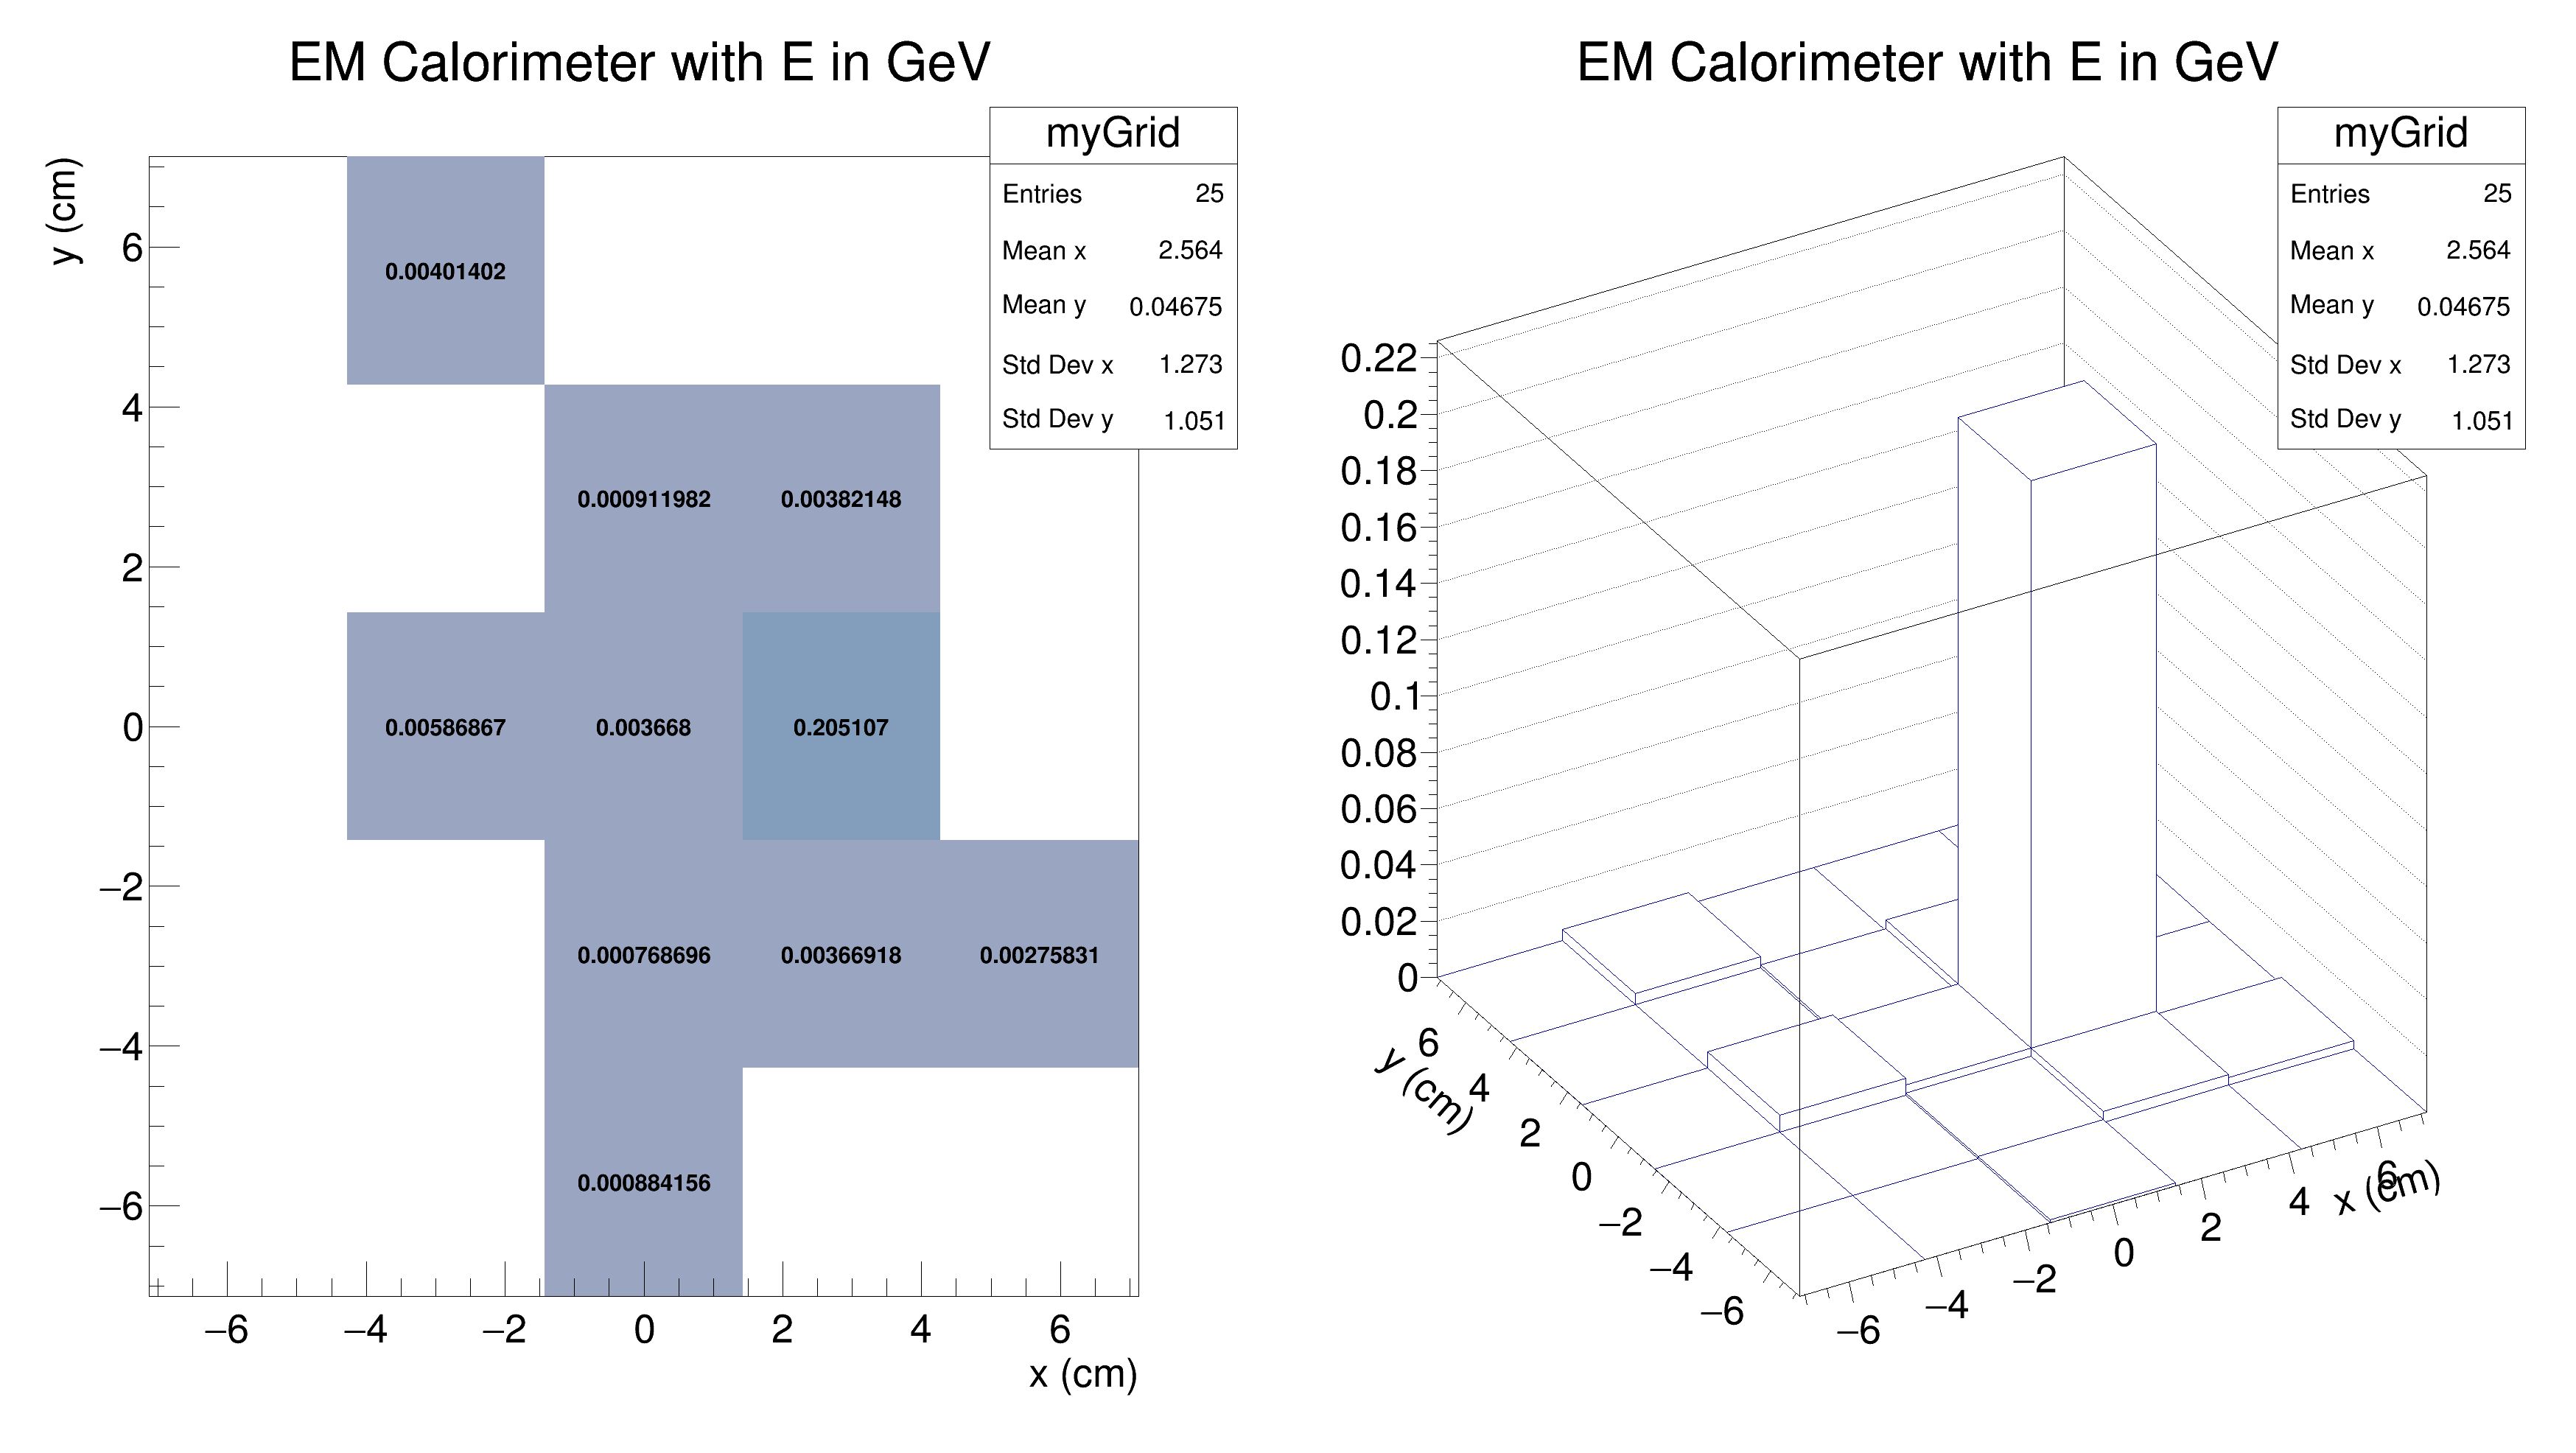 EM Calorimeter with E in GeV
myGrid
Entries 25
Mean x 2.564
Mean y 0.04675
Std Dev x 1.273
Std Dev y 1.051
y (cm)
6
4
2
0
−2
−4
−6
0.00401402
0.000911982 0.00382148
0.00586867 0.003668 0.205107
0.000768696 0.00366918 0.00275831
0.000884156
−6 −4 −2 0 2 4 6
x (cm)
EM Calorimeter with E in GeV
myGrid
Entries 25
Mean x 2.564
Mean y 0.04675
Std Dev x 1.273
Std Dev y 1.051
0.22
0.2
0.18
0.16
0.14
0.12
0.1
0.08
0.06
0.04
0.02
0
y (cm)
6
4
2
0
−2
−4
−6
−6
−4
−2
0
2
4
6
x (cm)